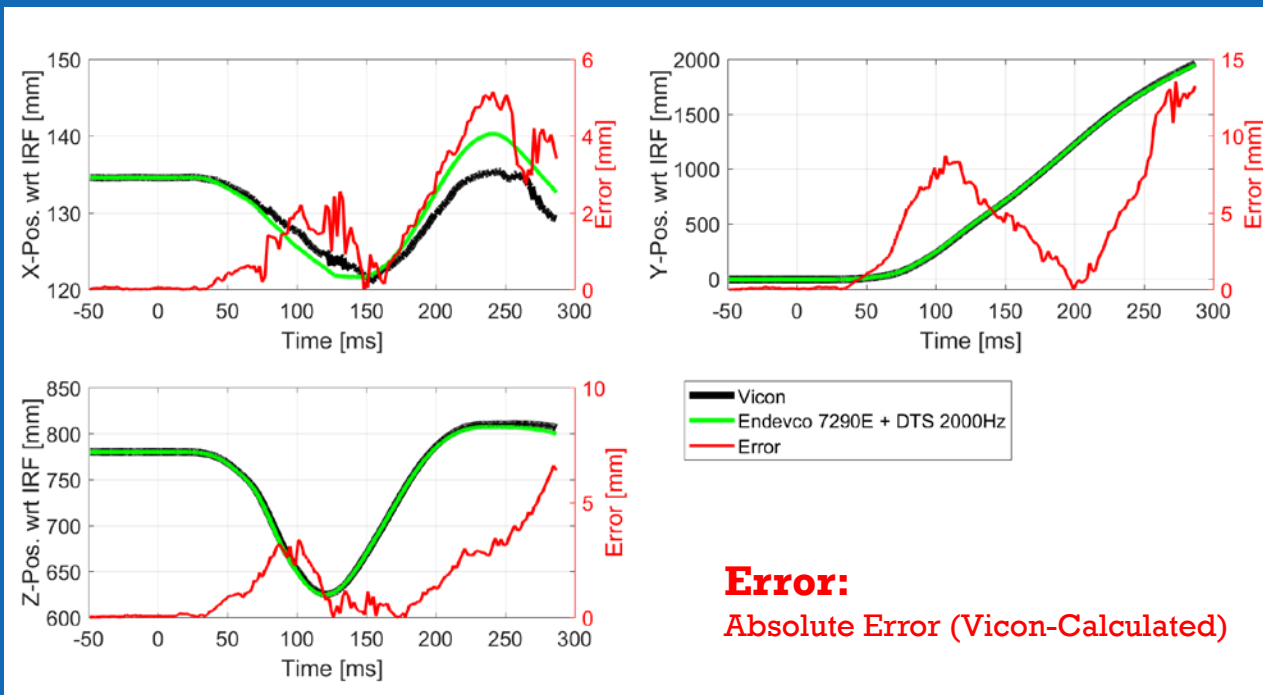 150
140
130
120
X-Pos. wrt IRF [mm]
6
4
2
0
Error [mm]
-50 0 50 100 150 200 250 300
Time [ms]
2000
1500
1000
500
0
Y-Pos. wrt IRF [mm]
15
10
5
0
Error [mm]
-50 0 50 100 150 200 250 300
Time [ms]
850
800
750
700
650
600
Z-Pos. wrt IRF [mm]
10
5
0
Error [mm]
-50 0 50 100 150 200 250 300
Time [ms]
Vicon
Endevco 7290E + DTS 2000Hz
Error
Error:
Absolute Error (Vicon-Calculated)